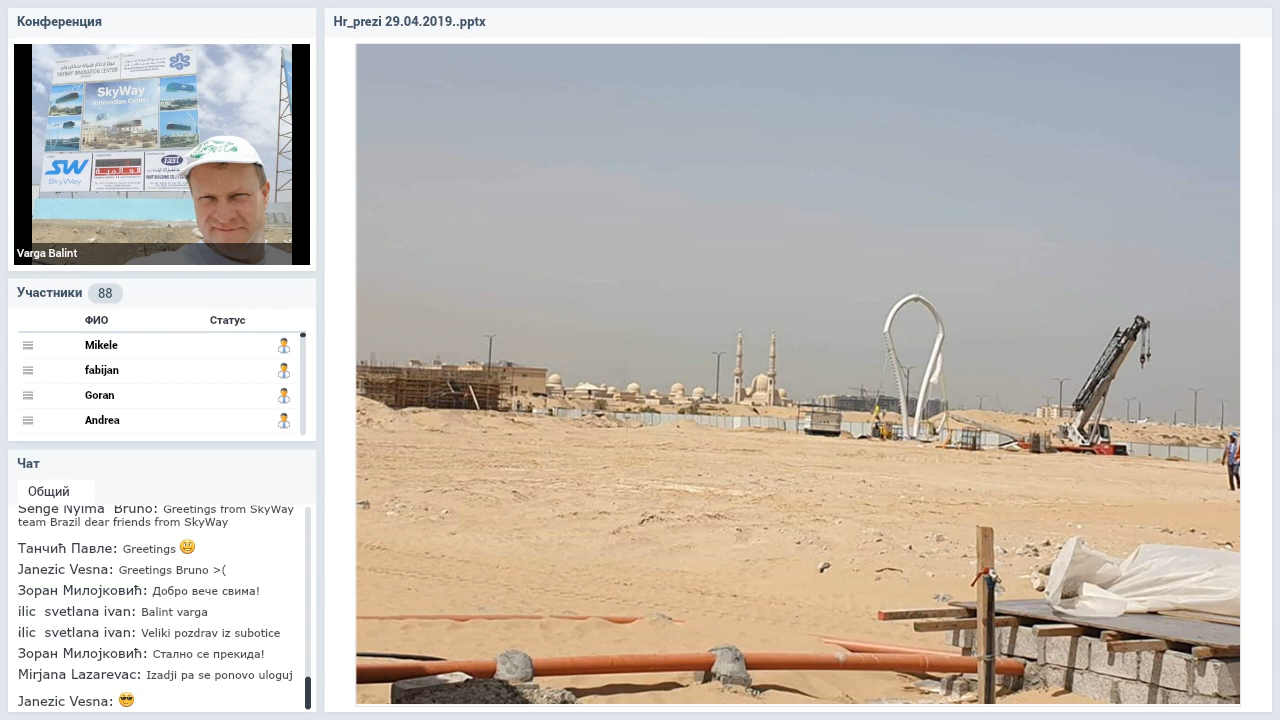 Конференция
SkyWay
Innovation Center
SW
SkyWay
Varga Balint
Участники 88
ФИО Статус
Mikele
fabijan
Goran
Andrea
Чат
Общий
Senge Nyima Bruno: Greetings from SkyWay
team Brazil dear friends from SkyWay
Танчић Павле: Greetings
Janezic Vesna: Greetings Bruno >(
Зоран Милојковић: Добро вече свима!
ilic svetlana ivan: Balint varga
ilic svetlana ivan: Veliki pozdrav iz subotice
Зоран Милојковић: Стално се прекида!
Mirjana Lazarevac: Izadji pa se ponovo uloguj
Janezic Vesna:
Hr_prezi 29.04.2019..pptx